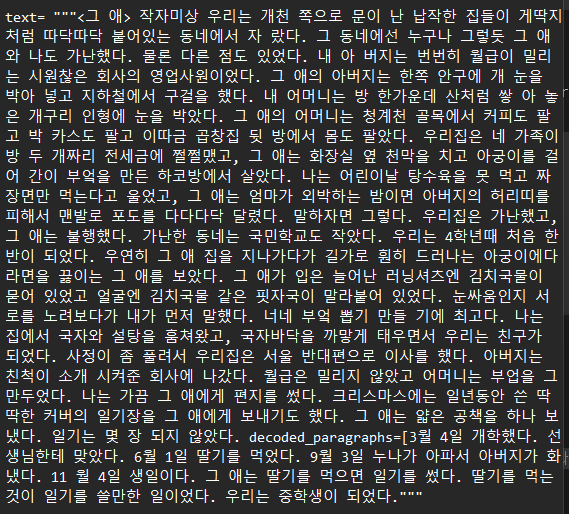 text= """<그 애> 작자미상 우리는 개천 쪽으로 문이 난 납작한 집들이 게딱지
처럼 따닥따닥 붙어있는 동네에서 자 랐다. 그 동네에선 누구나 그렇듯 그 애
와 나도 가난했다. 물론 다른 점도 있었다. 내 아 버지는 번번히 월급이 밀리
는 시원찮은 회사의 영업사원이었다. 그 애의 아버지는 한쪽 안구에 개 눈을
박아 넣고 지하철에서 구걸을 했다. 내 어머니는 방 한가운데 산처럼 쌓 아 놓
은 개구리 인형에 눈을 박았다. 그 애의 어머니는 청계천 골목에서 커피도 팔
고 박 카스도 팔고 이따금 곱창집 뒷 방에서 몸도 팔았다. 우리집은 네 가족이
방 두 개짜리 전세금에 쩔쩔맸고, 그 애는 화장실 옆 천막을 치고 아궁이를 걸
어 간이 부엌을 만든 하코방에서 살았다. 나는 어린이날 탕수육을 못 먹고 짜
장면만 먹는다고 울었고, 그 애는 엄마가 외박하는 밤이면 아버지의 허리띠를
피해서 맨발로 포도를 다다다닥 달렸다. 말하자면 그렇다. 우리집은 가난했고,
그 애는 불행했다. 가난한 동네는 국민학교도 작았다. 우리는 4학년때 처음 한
반이 되었다. 우연히 그 애 집을 지나가다가 길가로 훤히 드러나는 아궁이에다
라면을 끓이는 그 애를 보았다. 그 애가 입은 늘어난 러닝셔츠엔 김치국물이
묻어 있었고 얼굴엔 김치국물 같은 핏자국이 말라붙어 있었다. 눈싸움인지 서
로를 노려보다가 내가 먼저 말했다. 너네 부엌 뽑기 만들 기에 최고다. 나는
집에서 국자와 설탕을 훔쳐왔고, 국자바닥을 까맣게 태우면서 우리는 친구가
되었다. 사정이 좀 풀려서 우리집은 서울 반대편으로 이사를 했다. 아버지는
친척이 소개 시켜준 회사에 나갔다. 월급은 밀리지 않았고 어머니는 부업을 그
만두었다. 나는 가끔 그 애에게 편지를 썼다. 크리스마스에는 일년동안 쓴 딱
딱한 커버의 일기장을 그 애에게 보내기도 했다. 그 애는 얇은 공책을 하나 보
냈다. 일기는 몇 장 되지 않았다. decoded_paragraphs=[3월 4일 개학했다. 선
생님한테 맞았다. 6월 1일 딸기를 먹었다. 9월 3일 누나가 아파서 아버지가 화
냈다. 11 월 4일 생일이다. 그 애는 딸기를 먹으면 일기를 썼다. 딸기를 먹는
것이 일기를 쓸만한 일이었다. 우리는 중학생이 되었다."""